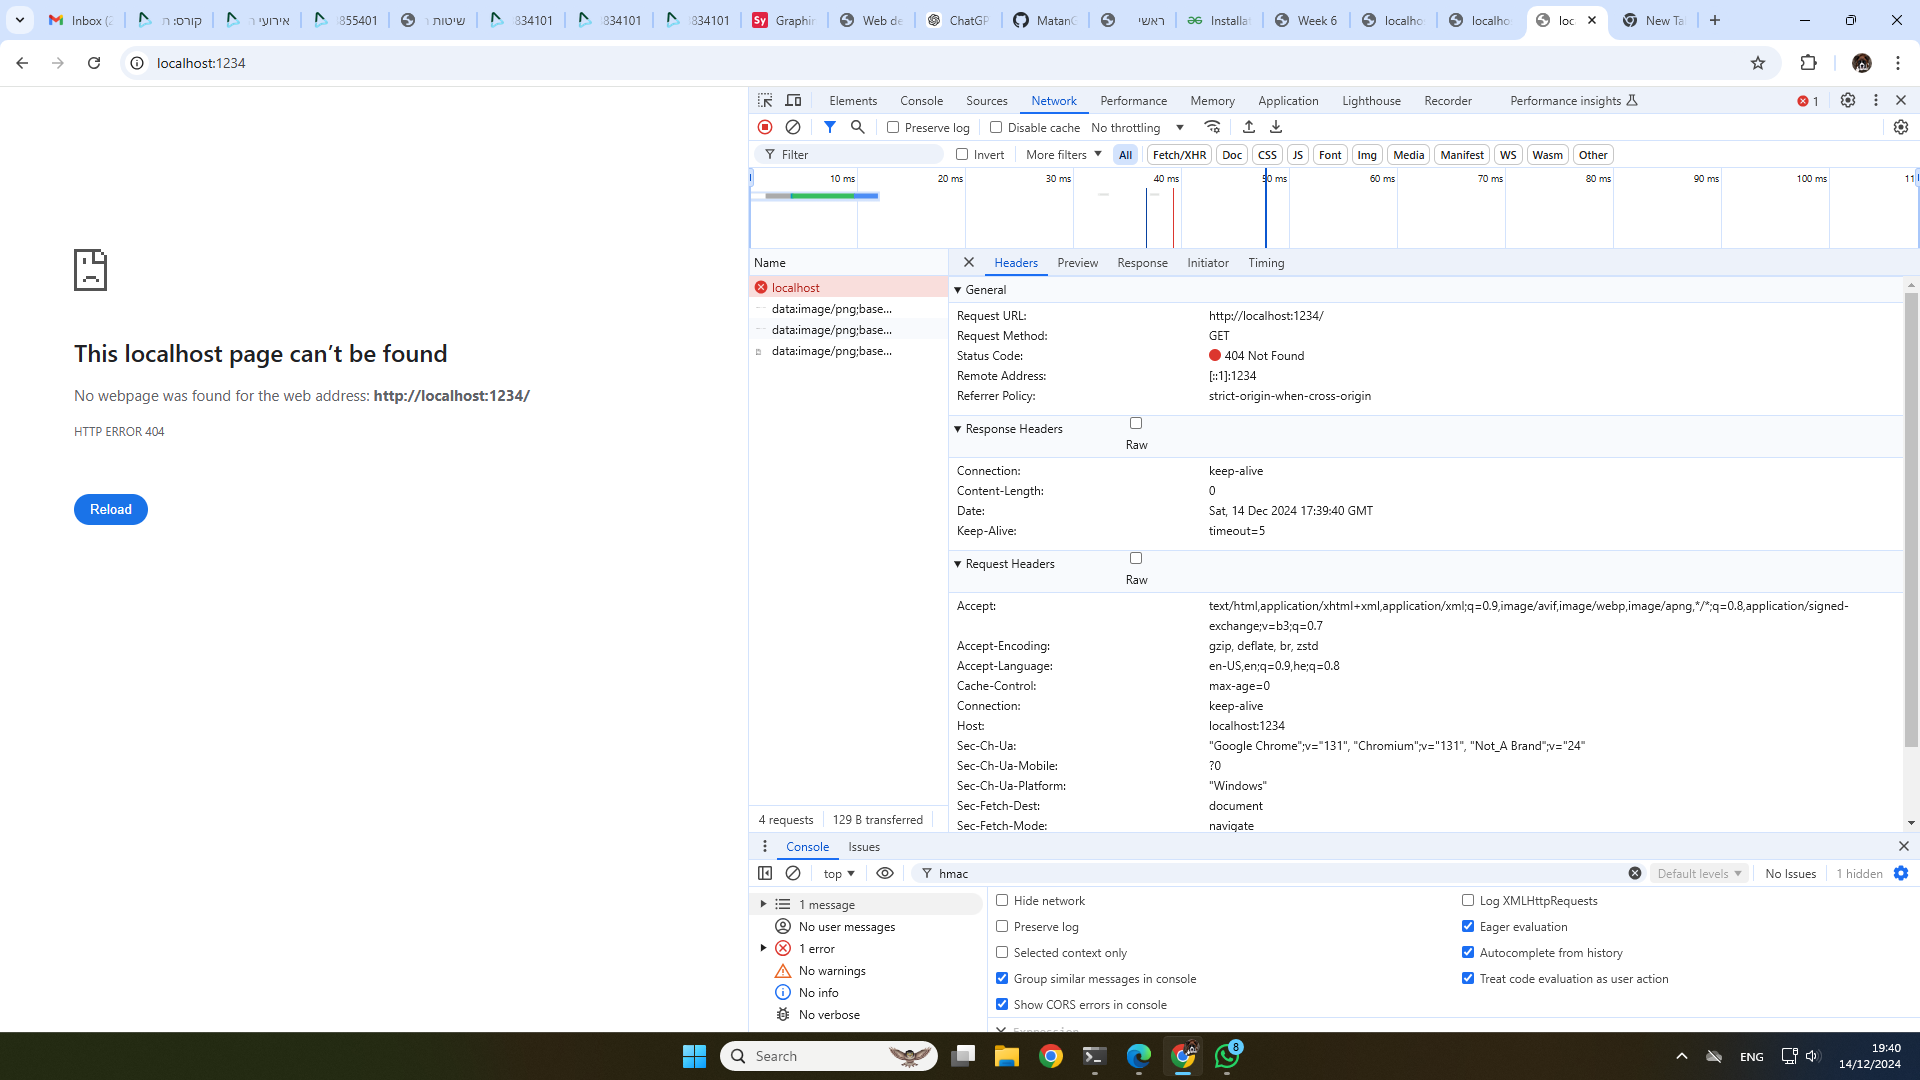 Inbox (2
קורס: ת
אירועי ר
855401
שיטות ר
834101
834101
834101
Sy Graphin
Web de
ChatGP
MatanG
ראשי
Installat
Week 6
localho
localho
loc
New Ta
localhost:1234
Elements Console Sources Network Performance Memory Application Lighthouse Recorder Performance insights 1
Preserve log Disable cache No throttling
Filter Invert More filters All Fetch/XHR Doc CSS JS Font Img Media Manifest WS Wasm Other
10 ms 20 ms 30 ms 40 ms 50 ms 60 ms 70 ms 80 ms 90 ms 100 ms 11
This localhost page can’t be found
No webpage was found for the web address: http://localhost:1234/
HTTP ERROR 404
Reload
Name
localhost
data:image/png;base...
data:image/png;base...
data:image/png;base...
4 requests 129 B transferred
Headers Preview Response Initiator Timing
General
Request URL: http://localhost:1234/
Request Method: GET
Status Code: 404 Not Found
Remote Address: [::1]:1234
Referrer Policy: strict-origin-when-cross-origin
Response Headers
Raw
Connection: keep-alive
Content-Length: 0
Date: Sat, 14 Dec 2024 17:39:40 GMT
Keep-Alive: timeout=5
Request Headers
Raw
Accept: text/html,application/xhtml+xml,application/xml;q=0.9,image/avif,image/webp,image/apng,*/*;q=0.8,application/signed-
exchange;v=b3;q=0.7
Accept-Encoding: gzip, deflate, br, zstd
Accept-Language: en-US,en;q=0.9,he;q=0.8
Cache-Control: max-age=0
Connection: keep-alive
Host: localhost:1234
Sec-Ch-Ua: "Google Chrome";v="131", "Chromium";v="131", "Not_A Brand";v="24"
Sec-Ch-Ua-Mobile: ?0
Sec-Ch-Ua-Platform: "Windows"
Sec-Fetch-Dest: document
Sec-Fetch-Mode: navigate
Console Issues
top hmac Default levels No Issues 1 hidden
1 message
No user messages
1 error
No warnings
No info
No verbose
Hide network
Preserve log
Selected context only
Group similar messages in console
Show CORS errors in console
Log XMLHttpRequests
Eager evaluation
Autocomplete from history
Treat code evaluation as user action
Expression
Search
8
ENG
19:40
14/12/2024